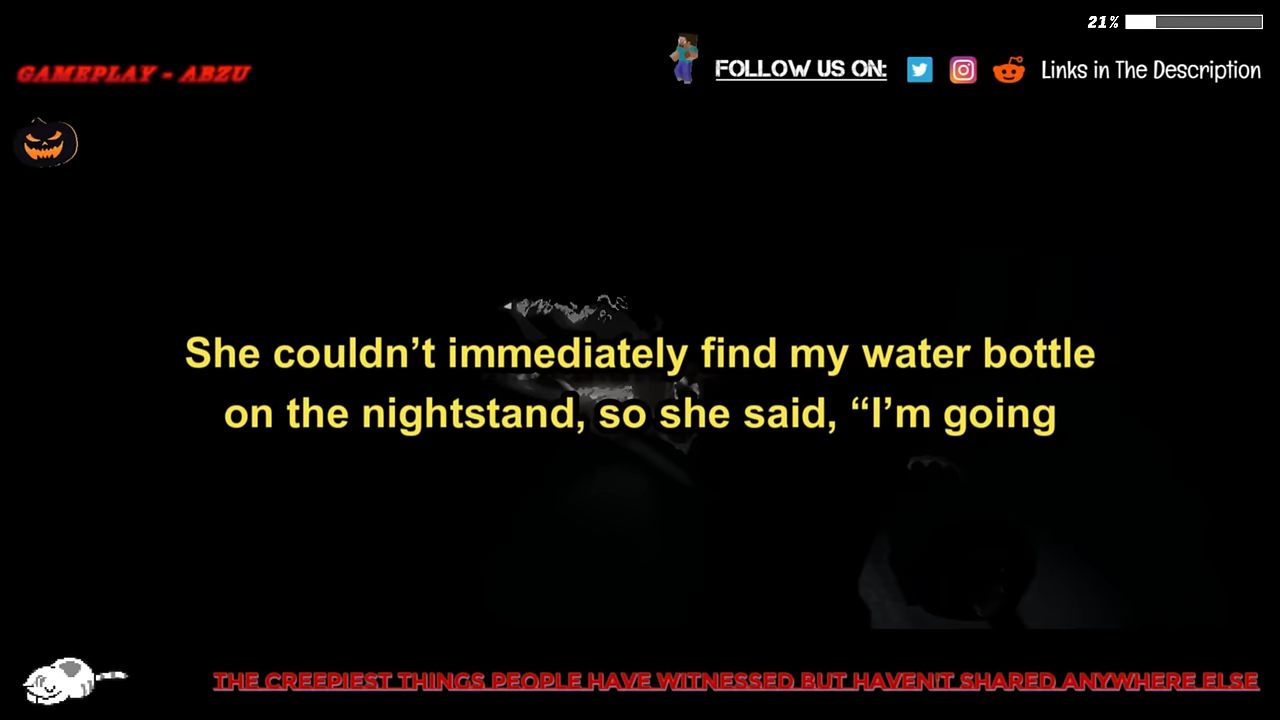 21%
GAMEPLAY - ABZU
FOLLOW US ON: Links in The Description
She couldn’t immediately find my water bottle
on the nightstand, so she said, “I’m going
THE CREEPIEST THINGS PEOPLE HAVE WITNESSED BUT HAVEN'T SHARED ANYWHERE ELSE